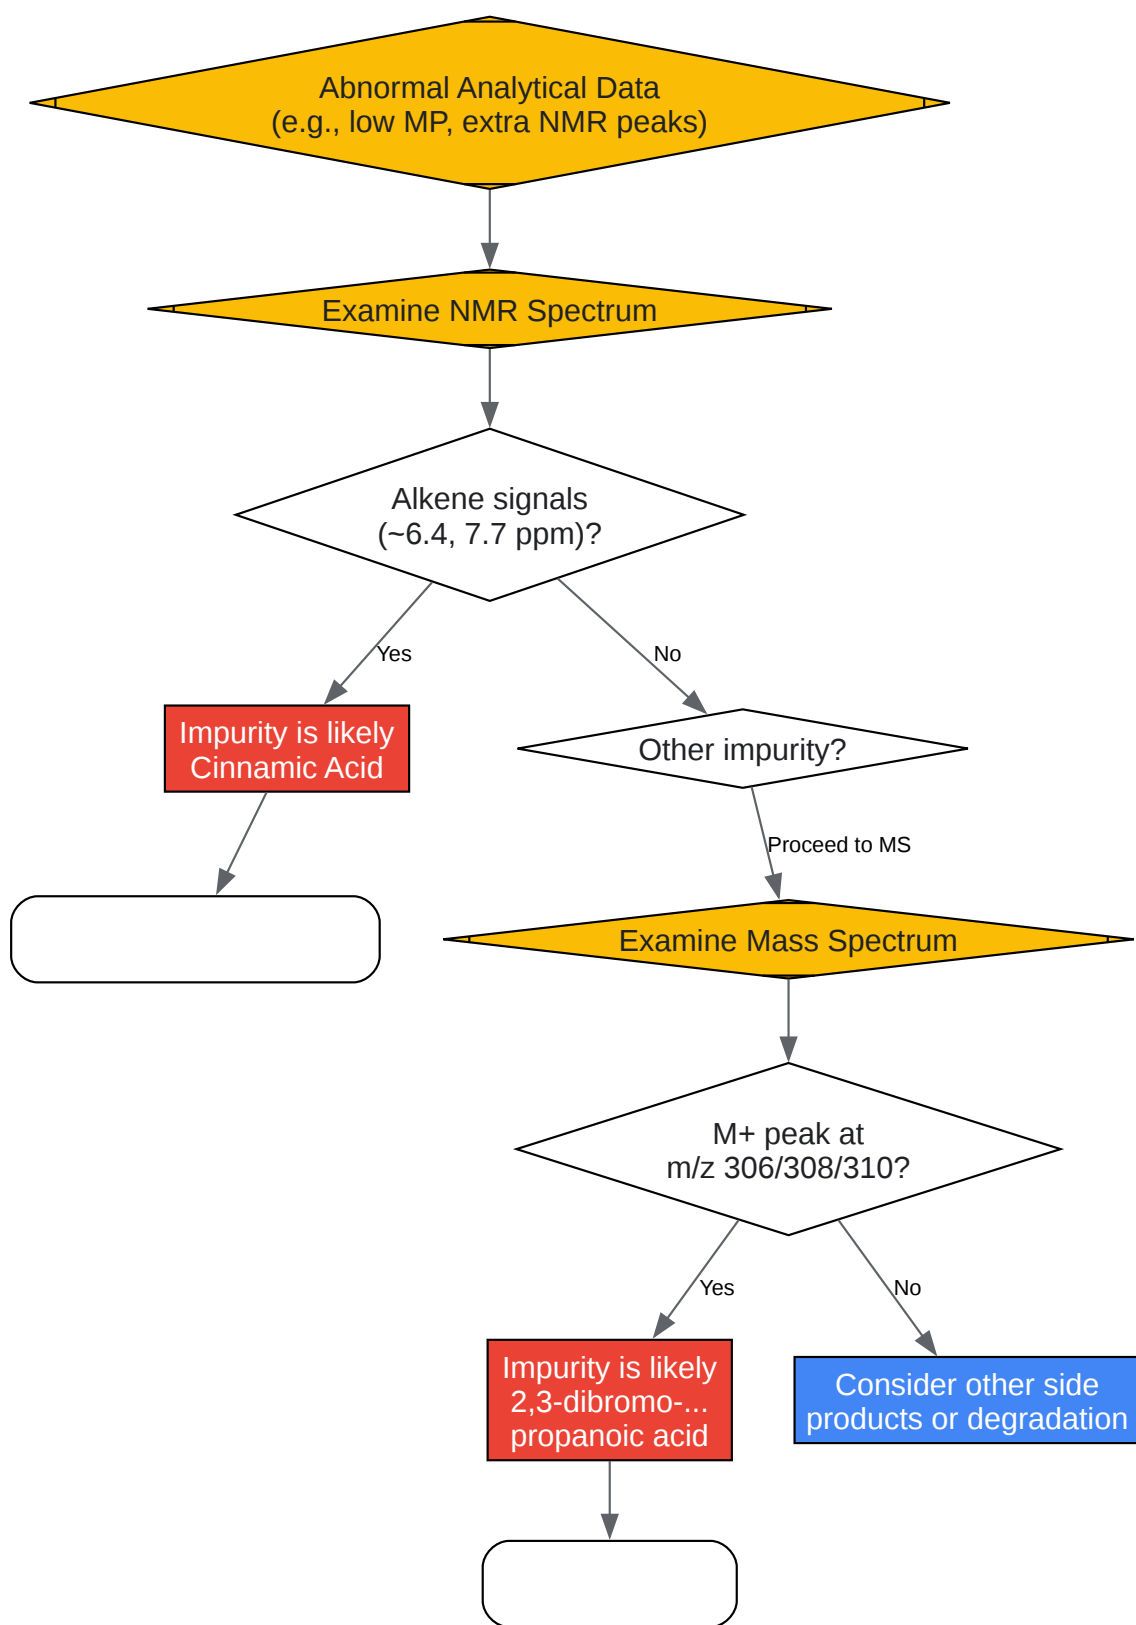 Abnormal Analytical Data
(e.g., low MP, extra NMR peaks)
Examine NMR Spectrum
Alkene signals
(~6.4, 7.7 ppm)?
Yes
No
Impurity is likely
Cinnamic Acid
Other impurity?
Proceed to MS
Examine Mass Spectrum
M+ peak at
m/z 306/308/310?
Yes
No
Impurity is likely
2,3-dibromo-...
propanoic acid
Consider other side
products or degradation